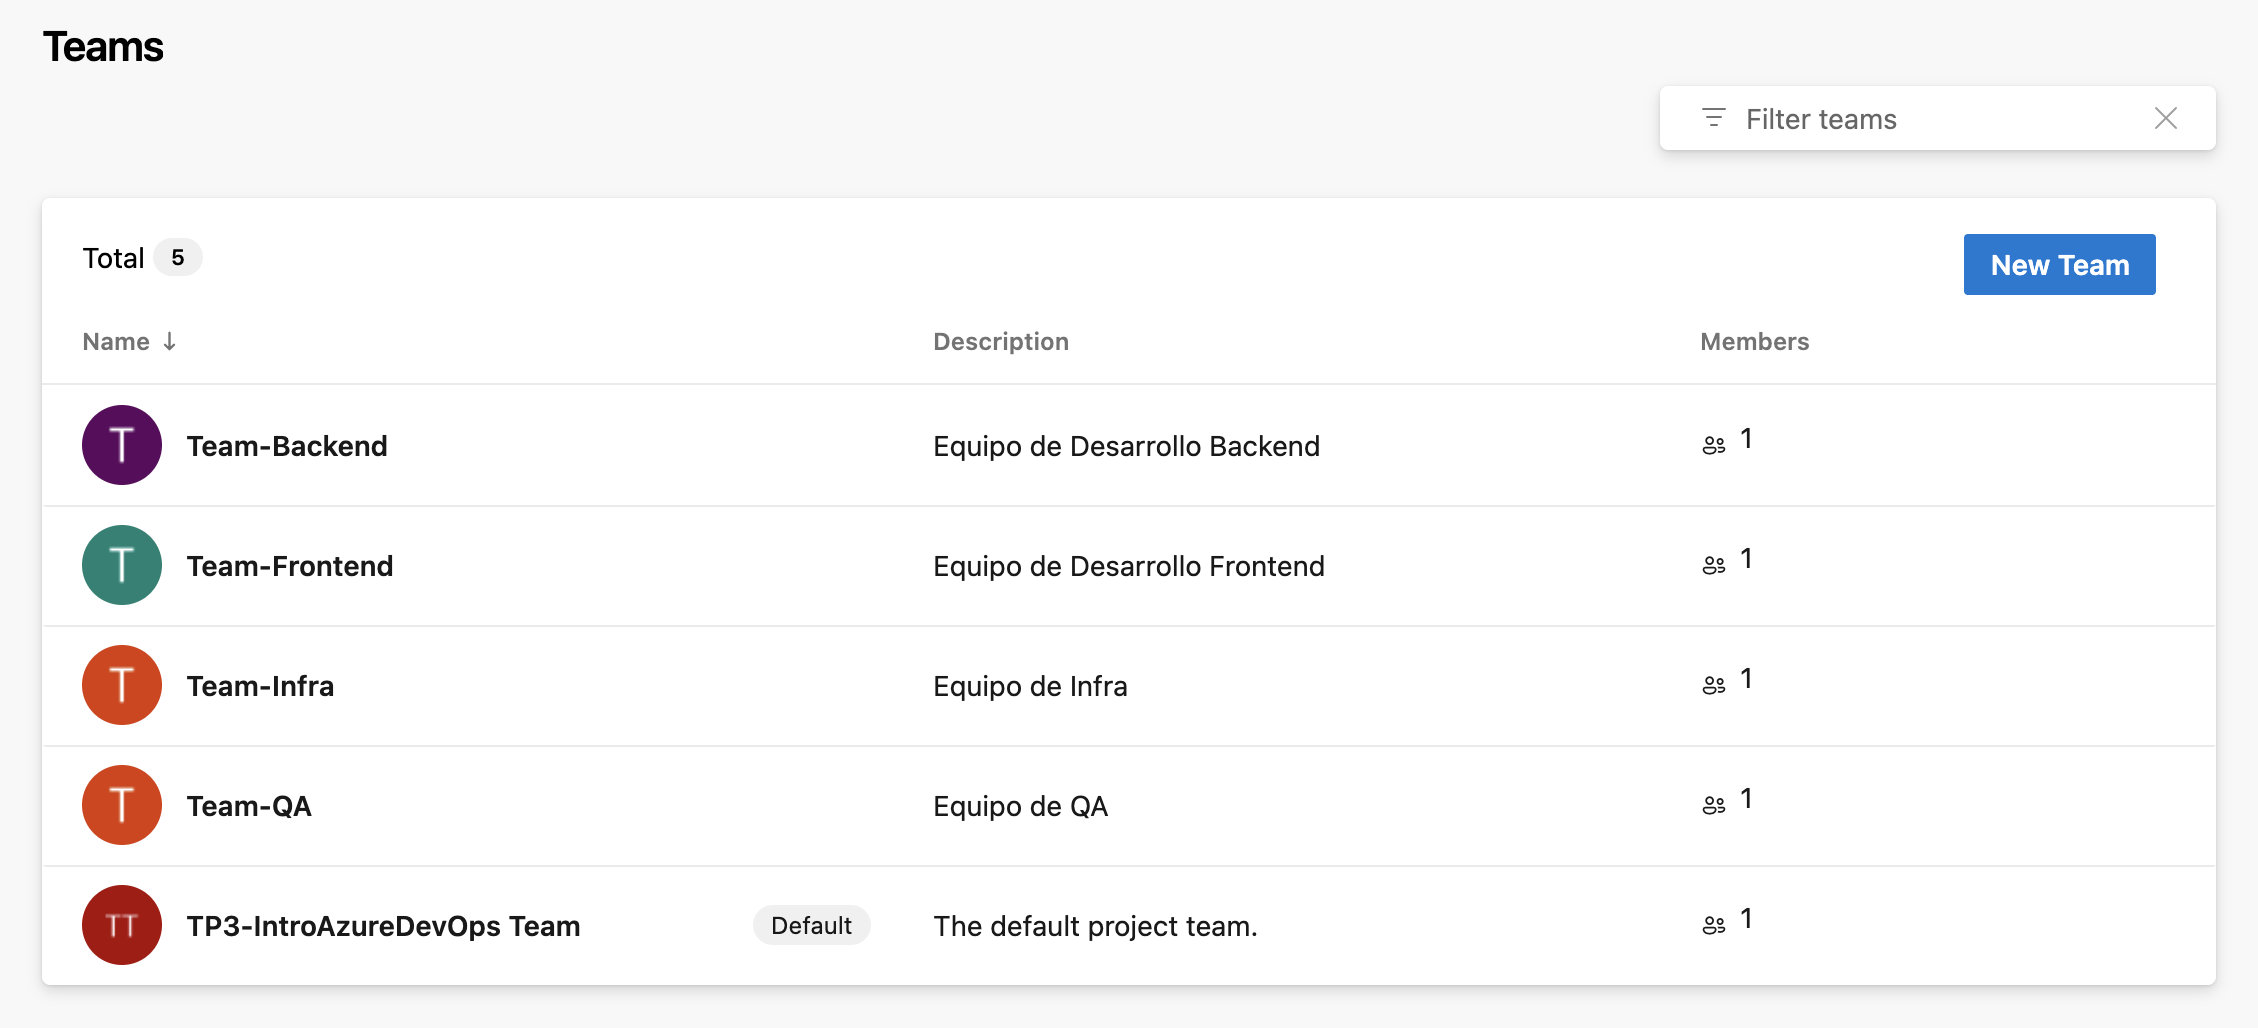 Teams
Filter teams
Total 5
New Team
Name ↓ Description Members
T Team-Backend Equipo de Desarrollo Backend 1
T Team-Frontend Equipo de Desarrollo Frontend 1
T Team-Infra Equipo de Infra 1
T Team-QA Equipo de QA 1
TT TP3-IntroAzureDevOps Team Default The default project team. 1